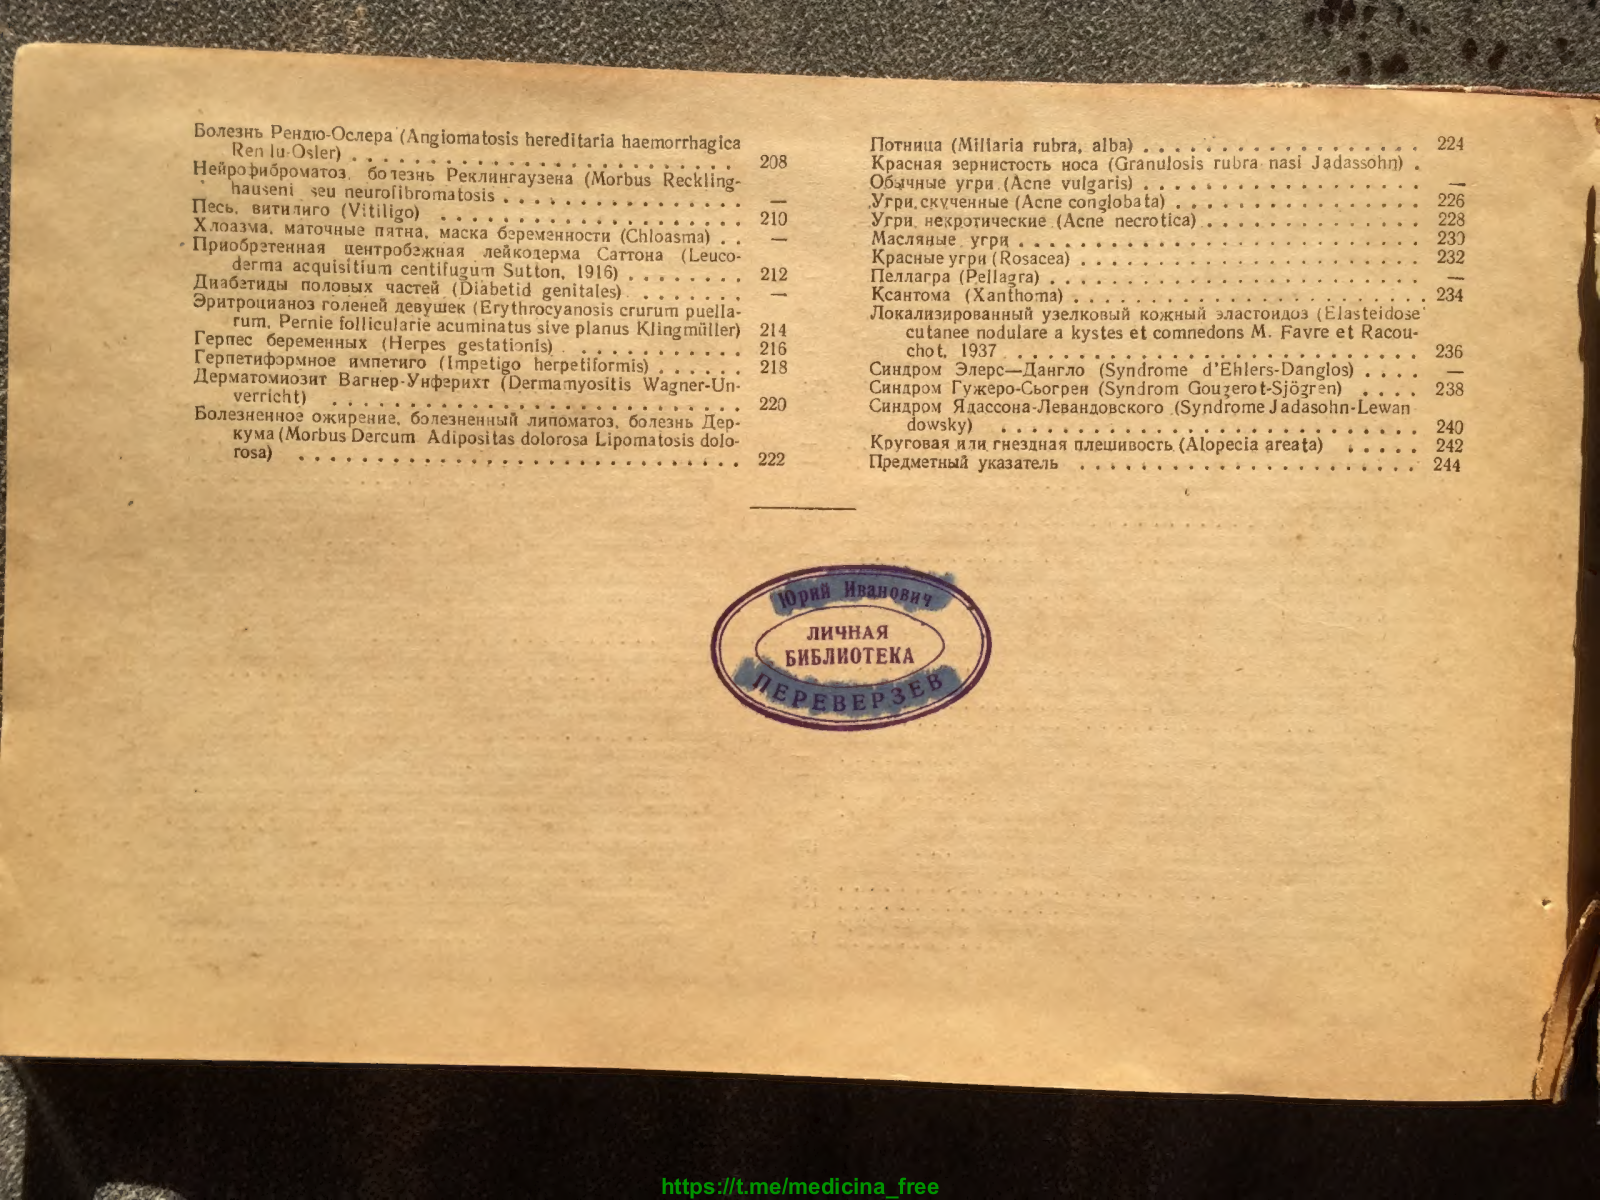 Болезнь Рендю-Ослера (Angiomatosis hereditaria haemorrhagica
Ren lu-Osler) . . . . . . . . . . . . . . . . . . . . 208
Нейрофиброматоз, болезнь Реклингаузена (Morbus Reckling-
hauseni seu neurofibromatosis . . . . . . . . . . . . . —
Песь, витилиго (Vitiligo) . . . . . . . . . . . . . . . . 210
Хлоазма, маточные пятна, маска беременности (Chloasma) . . —
Приобретенная центробежная лейкодерма Саттона (Leuco-
derma acquisitium centifugum Sutton, 1916) . . . . . . . . 212
Диабетиды половых частей (Diabetid genitales) . . . . . . . —
Эритроцианоз голеней девушек (Erythrocyanosis crurum puella-
rum, Pernie follicularie acuminatus sive planus Klingmüller) 214
Герпес беременных (Herpes gestationis) . . . . . . . . . . 216
Герпетиформное импетиго (Impetigo herpetiformis) . . . . . . 218
Дерматомиозит Вагнер-Унферихт (Dermamyositis Wagner-Un-
verricht) . . . . . . . . . . . . . . . . . . . . . . 220
Болезненное ожирение, болезненный липоматоз, болезнь Дер-
кума (Morbus Dercum Adipositas dolorosa Lipomatosis dolo-
rosa) . . . . . . . . . . . . . . . . . . . . . . . 222
Потница (Miliaria rubra, alba) . . . . . . . . . . . . . . . 224
Красная зернистость носа (Granulosis rubra nasi Jadassohn) .
Обычные угри (Acne vulgaris) . . . . . . . . . . . . . . . —
Угри скученные (Acne conglobata) . . . . . . . . . . . . . 226
Угри некротические (Acne necrotica) . . . . . . . . . . . . 228
Масляные угри . . . . . . . . . . . . . . . . . . . . . 230
Красные угри (Rosacea) . . . . . . . . . . . . . . . . . . 232
Пеллагра (Pellagra) . . . . . . . . . . . . . . . . . . . —
Ксантома (Xanthoma) . . . . . . . . . . . . . . . . . . . 234
Локализированный узелковый кожный эластоидоз (Elasteidose
cutanee nodulare a kystes et comnedons M. Favre et Racou-
chot, 1937 . . . . . . . . . . . . . . . . . . . . . 236
Синдром Элерс—Дангло (Syndrome d'Ehlers-Danglos) . . . . —
Синдром Гужеро-Сьогрен (Syndrom Gougerot-Sjögren) . . . . 238
Синдром Ядассона-Левандовского (Syndrome Jadasohn-Lewan
dowsky) . . . . . . . . . . . . . . . . . . . . . . 240
Круговая или гнездная плешивость (Alopecia areata) . . . . . 242
Предметный указатель . . . . . . . . . . . . . . . . . . 244
Юрий Иванович
ЛИЧНАЯ
БИБЛИОТЕКА
ПЕРЕВЕРЗЕВ
https://t.me/medicina_free